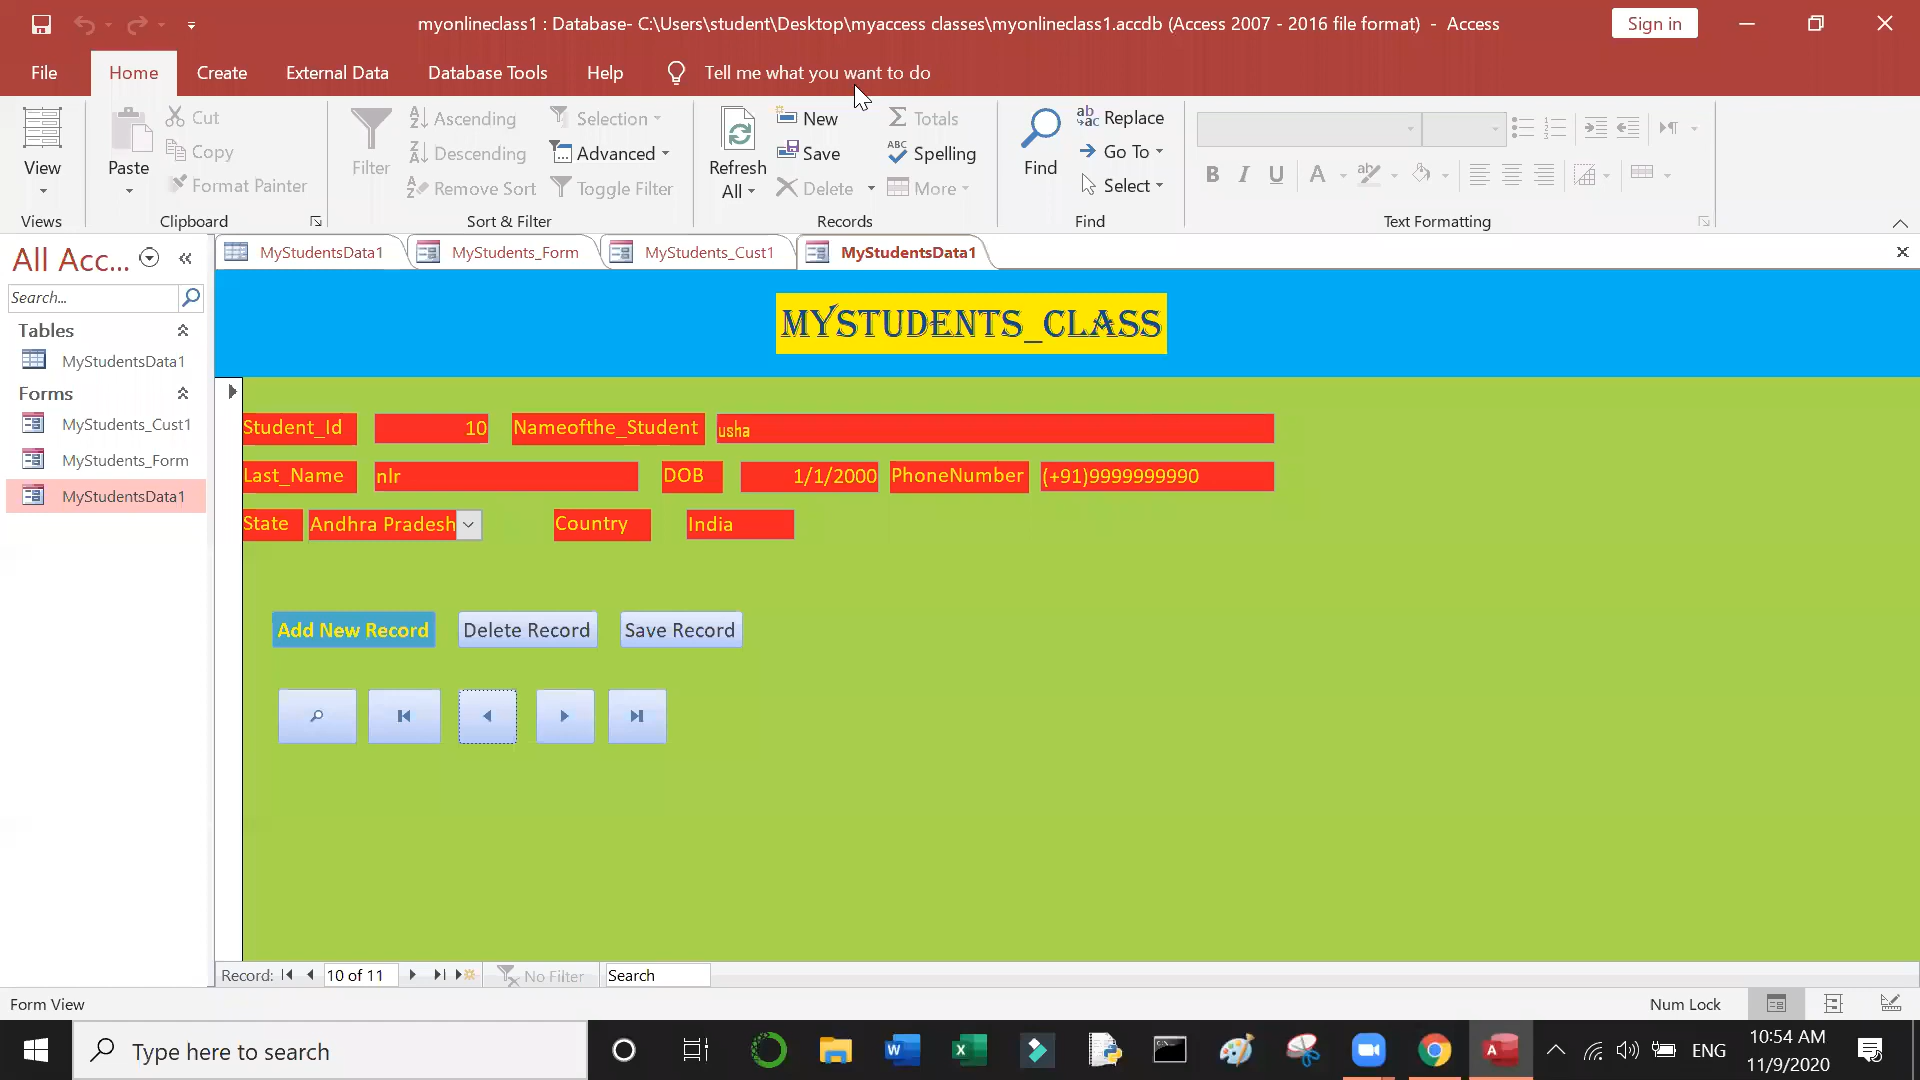 myonlineclass1 : Database- C:\Users\student\Desktop\myaccess classes\myonlineclass1.accdb (Access 2007 - 2016 file format) - Access
Sign in
File
Home
Create
External Data
Database Tools
Help
Tell me what you want to do
View
Views
Paste
Cut
Copy
Format Painter
Clipboard
Filter
Ascending
Descending
Remove Sort
Selection
Advanced
Toggle Filter
Sort & Filter
Refresh
All
New
Save
Delete
Totals
Spelling
More
Records
Find
Replace
Go To
Select
Find
Text Formatting
All Acc...
Search...
Tables
MyStudentsData1
Forms
MyStudents_Cust1
MyStudents_Form
MyStudentsData1
MyStudentsData1
MyStudents_Form
MyStudents_Cust1
MyStudentsData1
MYSTUDENTS_CLASS
Student_Id 10 Nameofthe_Student usha
Last_Name nlr DOB 1/1/2000 PhoneNumber (+91)9999999990
State Andhra Pradesh Country India
Add New Record Delete Record Save Record
Record: 10 of 11 No Filter Search
Form View
Num Lock
Type here to search
ENG
10:54 AM
11/9/2020